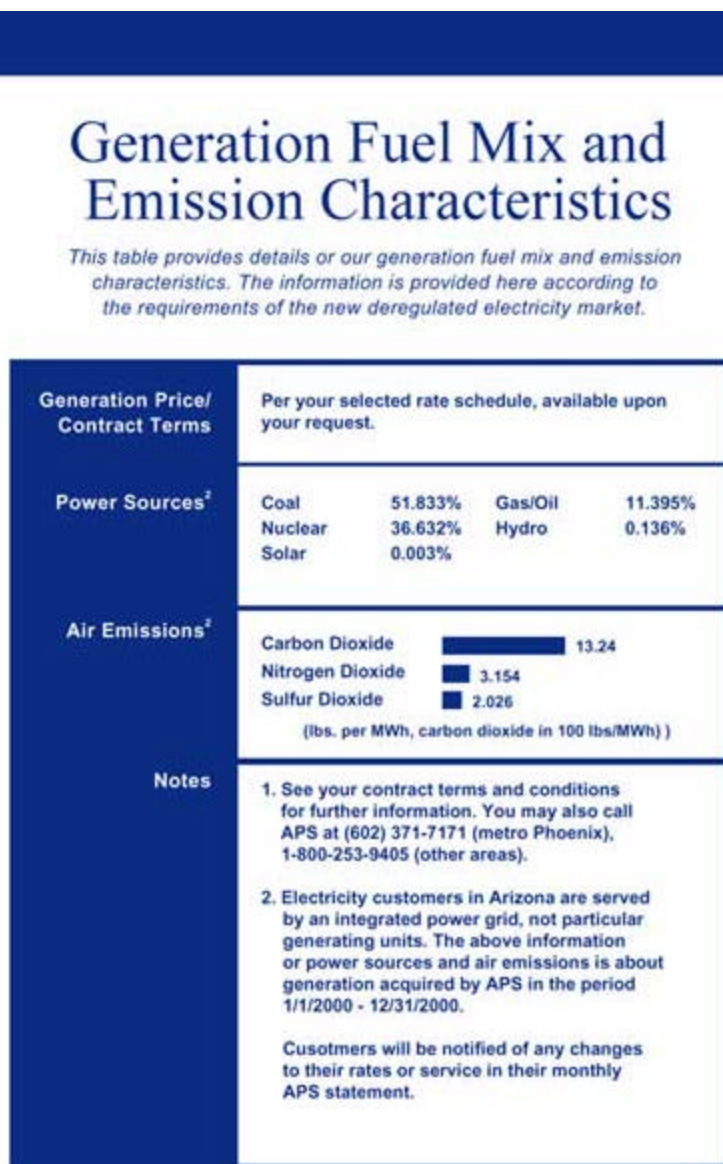 Generation Fuel Mix and
Emission Characteristics
This table provides details or our generation fuel mix and emission
characteristics. The information is provided here according to
the requirements of the new deregulated electricity market.
Generation Price/
Contract Terms
Per your selected rate schedule, available upon
your request.
Power Sources²
Coal 51.833% Gas/Oil 11.395%
Nuclear 36.632% Hydro 0.136%
Solar 0.003%
Air Emissions²
Carbon Dioxide 13.24
Nitrogen Dioxide 3.154
Sulfur Dioxide 2.026
(lbs. per MWh, carbon dioxide in 100 lbs/MWh) )
Notes
1. See your contract terms and conditions
for further information. You may also call
APS at (602) 371-7171 (metro Phoenix),
1-800-253-9405 (other areas).
2. Electricity customers in Arizona are served
by an integrated power grid, not particular
generating units. The above information
or power sources and air emissions is about
generation acquired by APS in the period
1/1/2000 - 12/31/2000.
Cusotmers will be notified of any changes
to their rates or service in their monthly
APS statement.